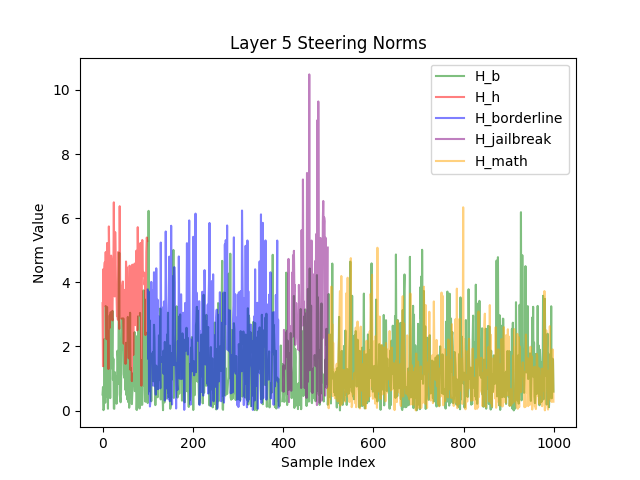 Layer 5 Steering Norms
Norm Value
10
8
6
4
2
0
H_b
H_h
H_borderline
H_jailbreak
H_math
0 200 400 600 800 1000
Sample Index